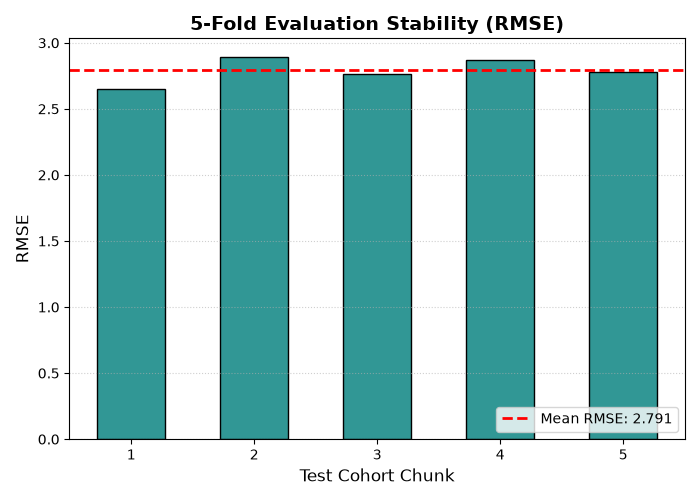 5-Fold Evaluation Stability (RMSE)
RMSE
3.0
2.5
2.0
1.5
1.0
0.5
0.0
Mean RMSE: 2.791
1 2 3 4 5
Test Cohort Chunk